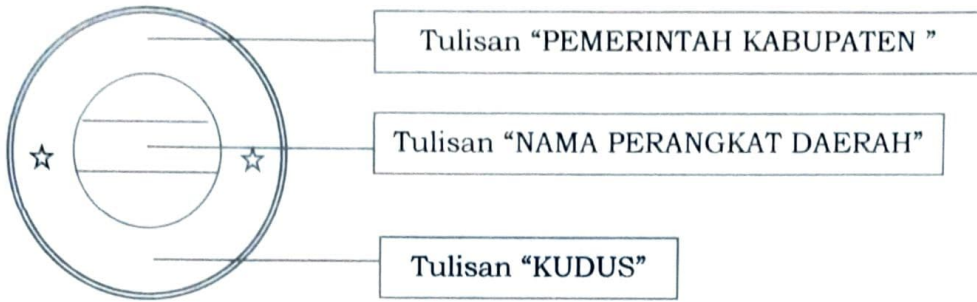 Tulisan “PEMERINTAH KABUPATEN ”
Tulisan “NAMA PERANGKAT DAERAH”
Tulisan “KUDUS”